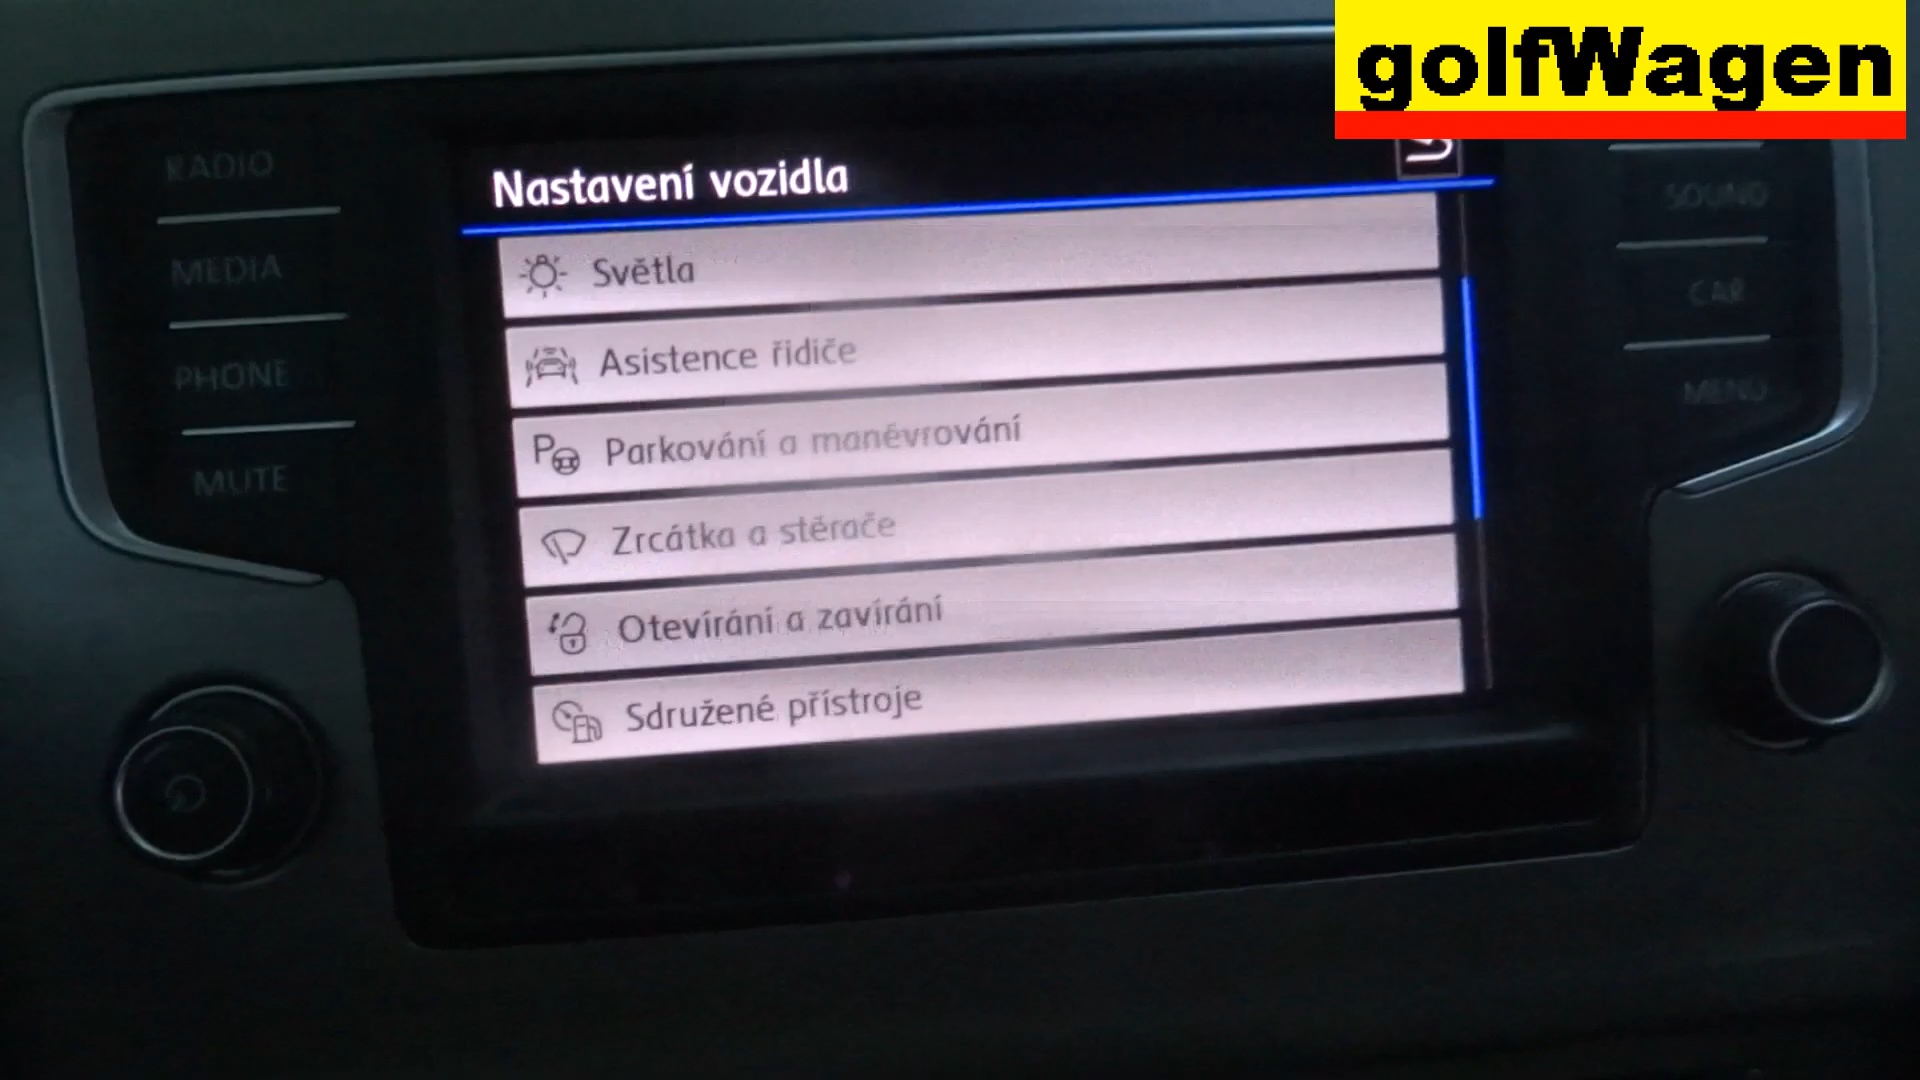 golfWagen
RADIO
MEDIA
PHONE
MUTE
Nastavení vozidla
Světla
Asistence řidiče
Parkování a manévrování
Zrcátka a stěrače
Otevírání a zavírání
Sdružené přístroje
SOUND
CAR
MENU